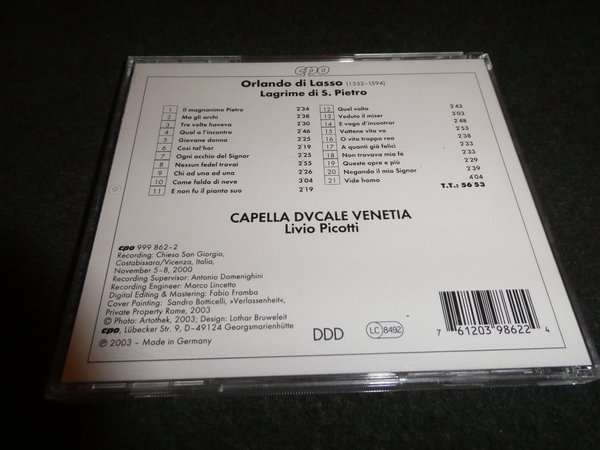 cpo
Orlando di Lasso (1532-1594)
Lagrime di S. Pietro
1 Il magnanimo Pietro 2'34
2 Ma gli archi 2'38
3 Tre volte haveva 2'30
4 Qual a l'incontro 2'46
5 Giovane donna 2'25
6 Così tal'hor 2'30
7 Ogni occhio del Signor 2'25
8 Nessun fedel trovai 2'55
9 Chi ad una ad una 2'26
10 Come falda di neve 3'04
11 E non fu il pianto suo 2'19
12 Quel volto 2'43
13 Veduto il miser 3'03
14 E vago d'incontrar 2'48
15 Vattene vita va 2'53
16 O vita troppo rea 2'38
17 A quanti già felici 2'33
18 Non trovava mia fé 2'33
19 Queste opre e più 2'29
20 Negando il mio Signor 2'39
21 Vide homo 4'04
T.T.: 56'53
CAPELLA DVCALE VENETIA
Livio Picotti
cpo 999 862-2
Recording: Chiesa San Giorgio,
Costabissara/Vicenza, Italia,
November 5-8, 2000
Recording Supervisor: Antonio Domenighini
Recording Engineer: Marco Lincetto
Digital Editing & Mastering: Fabio Framba
Cover Painting: Sandro Botticelli, »Verlassenheit«,
Private Property Rome, 2003
© Photo: Artothek, 2003; Design: Lothar Bruweleit
cpo, Lübecker Str. 9, D-49124 Georgsmarienhütte
℗ 2003 – Made in Germany
DDD
LC 8492
7 61203 98622 4